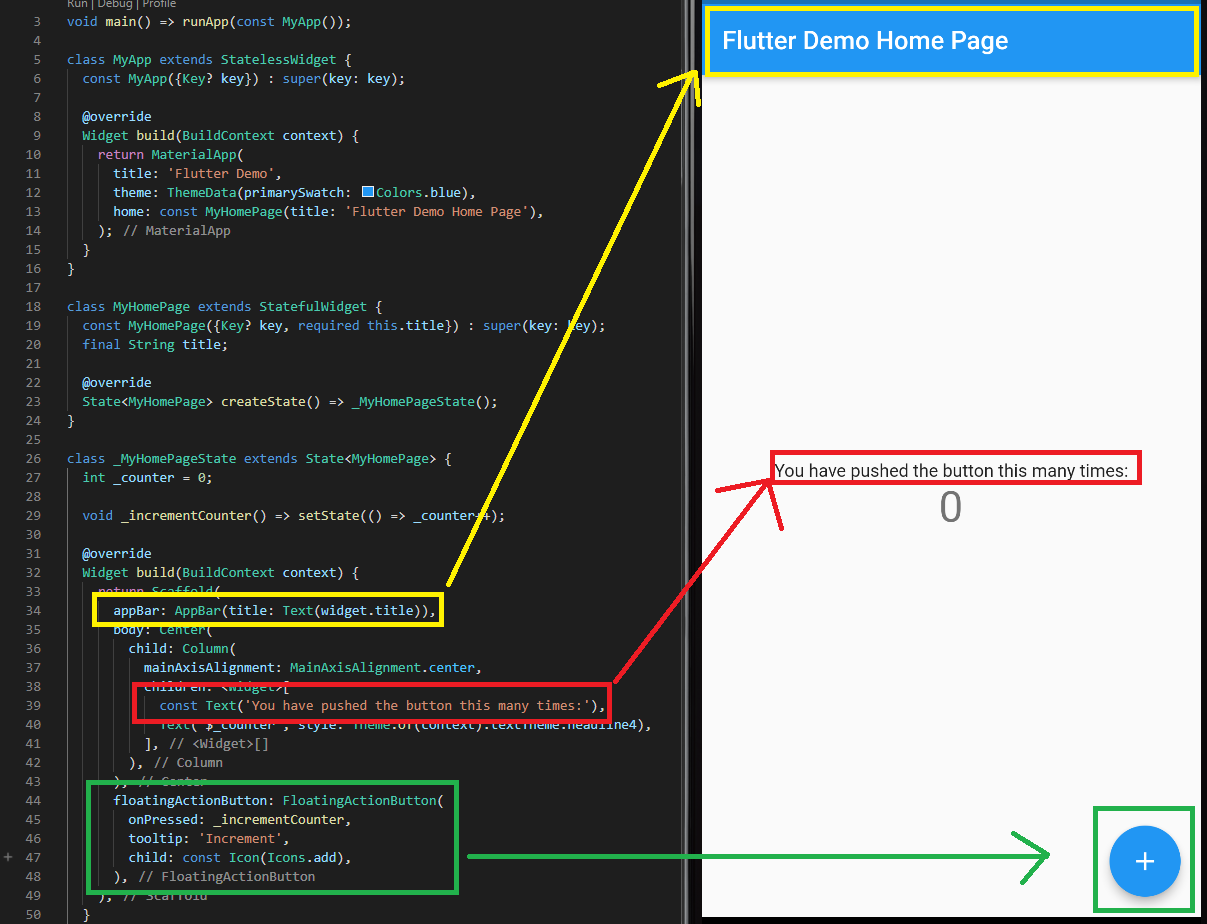 Run | Debug | Profile
3 void main() => runApp(const MyApp());
4
5 class MyApp extends StatelessWidget {
6 const MyApp({Key? key}) : super(key: key);
7
8 @override
9 Widget build(BuildContext context) {
10 return MaterialApp(
11 title: 'Flutter Demo',
12 theme: ThemeData(primarySwatch: Colors.blue),
13 home: const MyHomePage(title: 'Flutter Demo Home Page'),
14 ); // MaterialApp
15 }
16 }
17
18 class MyHomePage extends StatefulWidget {
19 const MyHomePage({Key? key, required this.title}) : super(key: key);
20 final String title;
21
22 @override
23 State<MyHomePage> createState() => _MyHomePageState();
24 }
25
26 class _MyHomePageState extends State<MyHomePage> {
27 int _counter = 0;
28
29 void _incrementCounter() => setState(() => _counter++);
30
31 @override
32 Widget build(BuildContext context) {
33 return Scaffold(
34 appBar: AppBar(title: Text(widget.title)),
35 body: Center(
36 child: Column(
37 mainAxisAlignment: MainAxisAlignment.center,
38 children: <Widget>[
39 const Text('You have pushed the button this many times:'),
40 Text('$_counter', style: Theme.of(context).textTheme.headline4),
41 ], // <Widget>[]
42 ), // Column
43 ), // Center
44 floatingActionButton: FloatingActionButton(
45 onPressed: _incrementCounter,
46 tooltip: 'Increment',
+ 47 child: const Icon(Icons.add),
48 ), // FloatingActionButton
49 ); // Scaffold
50 }
Flutter Demo Home Page
You have pushed the button this many times:
0
+